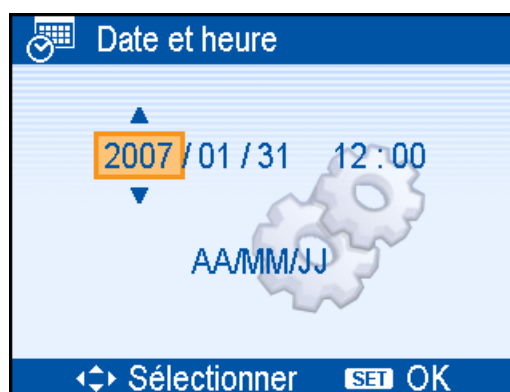 Date et heure
2007 / 01 / 31 12 : 00
AA/MM/JJ
Sélectionner SET OK